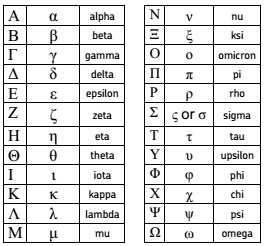 Α α alpha
Β β beta
Γ γ gamma
Δ δ delta
Ε ε epsilon
Ζ ζ zeta
Η η eta
Θ θ theta
Ι ι iota
Κ κ kappa
Λ λ lambda
Μ μ mu
Ν ν nu
Ξ ξ ksi
Ο ο omicron
Π π pi
Ρ ρ rho
Σ ς or σ sigma
Τ τ tau
Υ υ upsilon
Φ φ phi
Χ χ chi
Ψ ψ psi
Ω ω omega